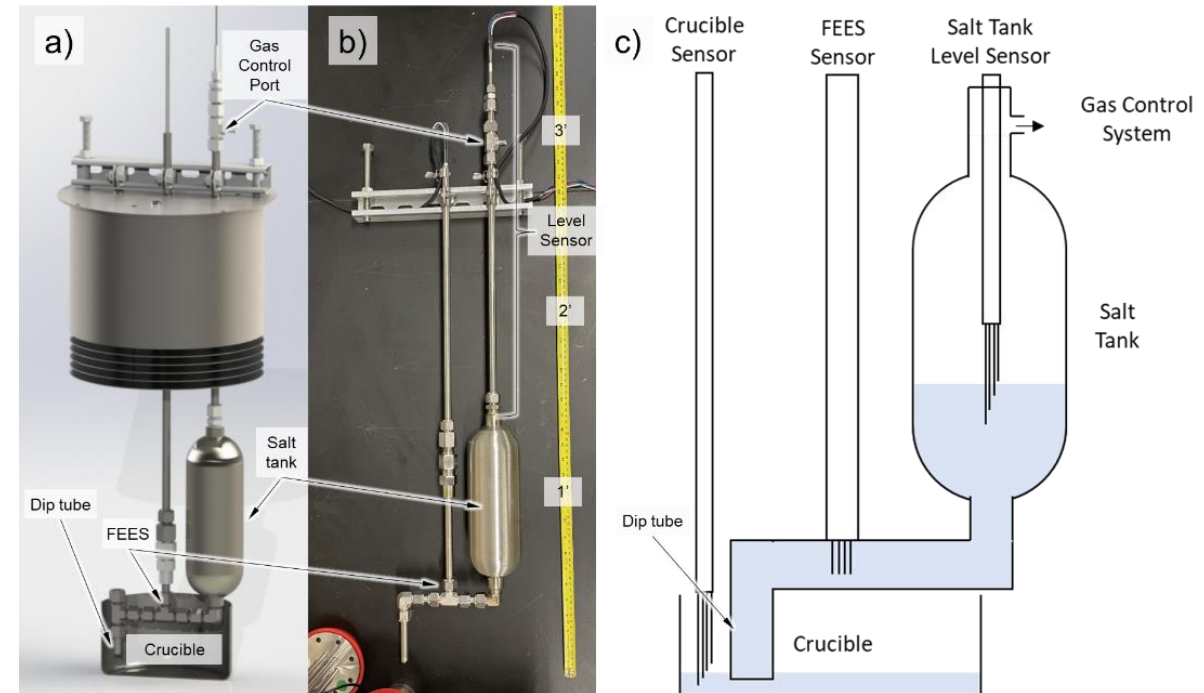 a)
Gas
Control
Port
Salt
tank
Dip tube
FEES
Crucible
b)
3'
Level
Sensor
2'
1'
c)
Crucible
Sensor
FEES
Sensor
Salt Tank
Level Sensor
Gas Control
System
Salt
Tank
Dip tube
Crucible